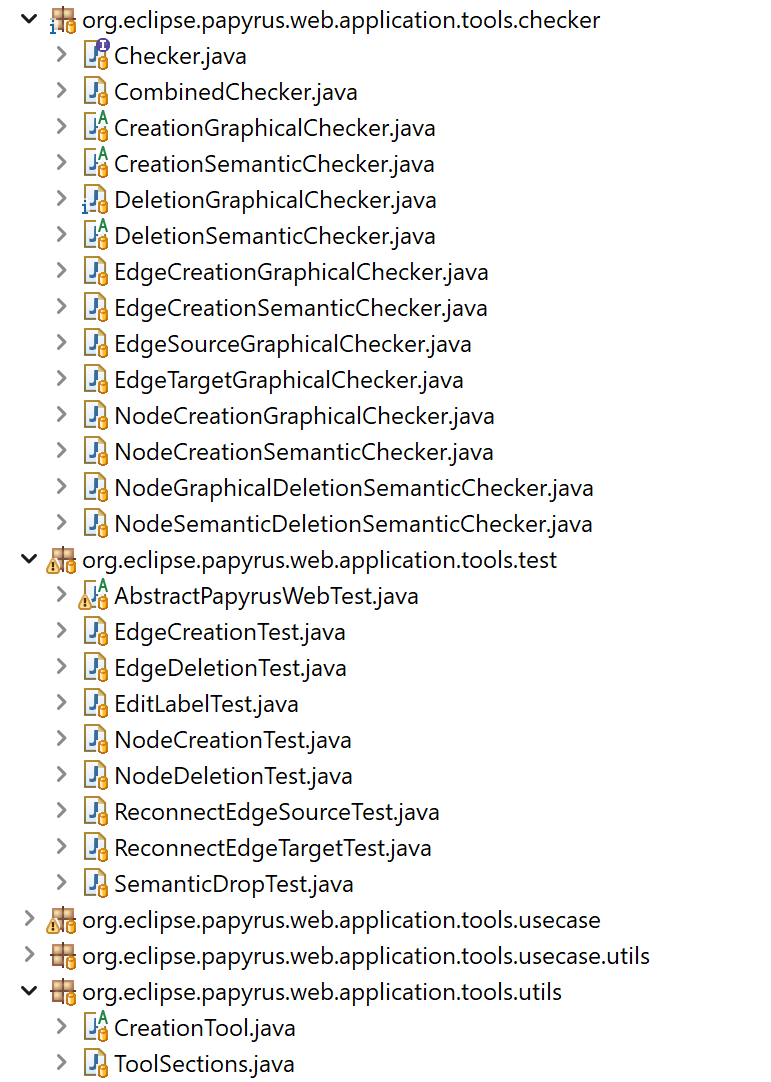 org.eclipse.papyrus.web.application.tools.checker
Checker.java
CombinedChecker.java
CreationGraphicalChecker.java
CreationSemanticChecker.java
DeletionGraphicalChecker.java
DeletionSemanticChecker.java
EdgeCreationGraphicalChecker.java
EdgeCreationSemanticChecker.java
EdgeSourceGraphicalChecker.java
EdgeTargetGraphicalChecker.java
NodeCreationGraphicalChecker.java
NodeCreationSemanticChecker.java
NodeGraphicalDeletionSemanticChecker.java
NodeSemanticDeletionSemanticChecker.java
org.eclipse.papyrus.web.application.tools.test
AbstractPapyrusWebTest.java
EdgeCreationTest.java
EdgeDeletionTest.java
EditLabelTest.java
NodeCreationTest.java
NodeDeletionTest.java
ReconnectEdgeSourceTest.java
ReconnectEdgeTargetTest.java
SemanticDropTest.java
org.eclipse.papyrus.web.application.tools.usecase
org.eclipse.papyrus.web.application.tools.usecase.utils
org.eclipse.papyrus.web.application.tools.utils
CreationTool.java
ToolSections.java